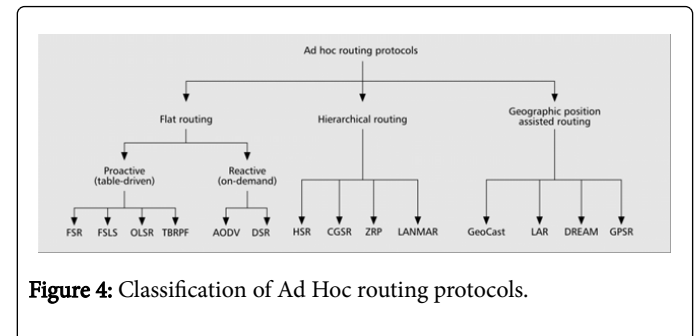 Ad hoc routing protocols
Flat routing
Hierarchical routing
Geographic position
assisted routing
Proactive
(table-driven)
Reactive
(on-demand)
FSR FSLS OLSR TBRPF AODV DSR HSR CGSR ZRP LANMAR GeoCast LAR DREAM GPSR
Figure 4: Classification of Ad Hoc routing protocols.